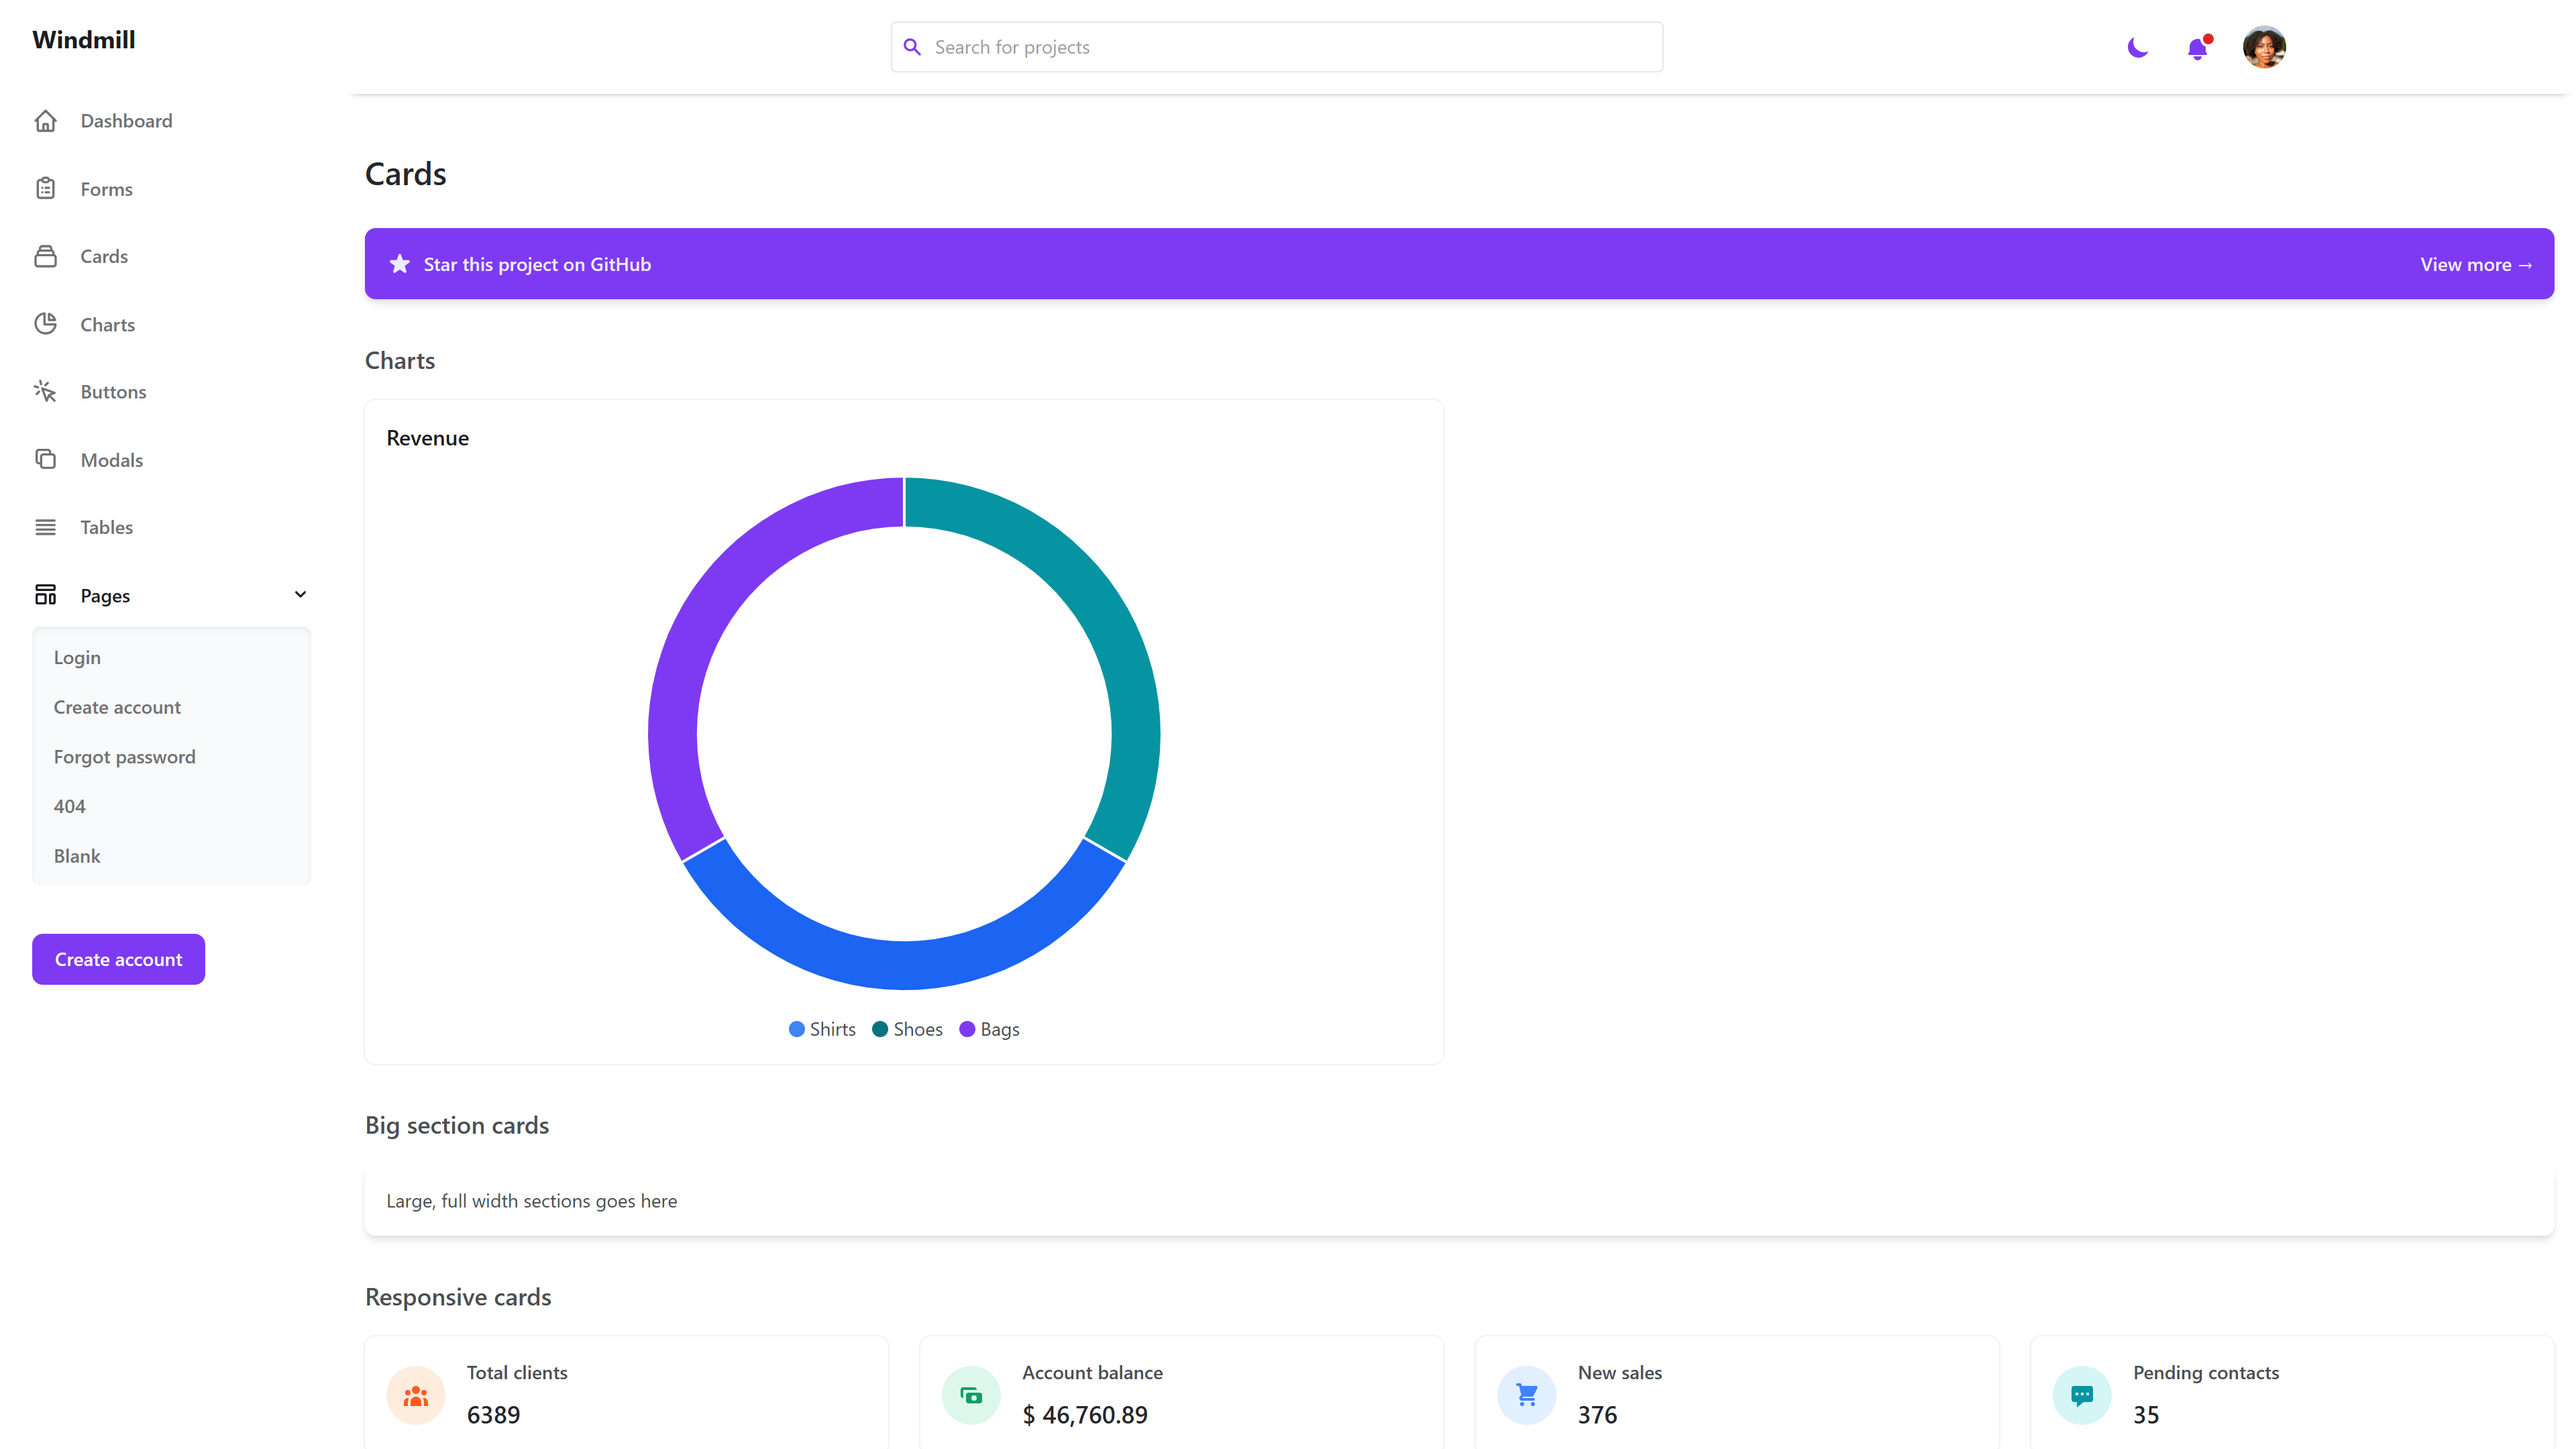 Windmill
Search for projects
Dashboard
Forms
Cards
Charts
Buttons
Modals
Tables
Pages
Login
Create account
Forgot password
404
Blank
Create account
Cards
Star this project on GitHub
View more →
Charts
Revenue
Shirts Shoes Bags
Big section cards
Large, full width sections goes here
Responsive cards
Total clients
6389
Account balance
$ 46,760.89
New sales
376
Pending contacts
35